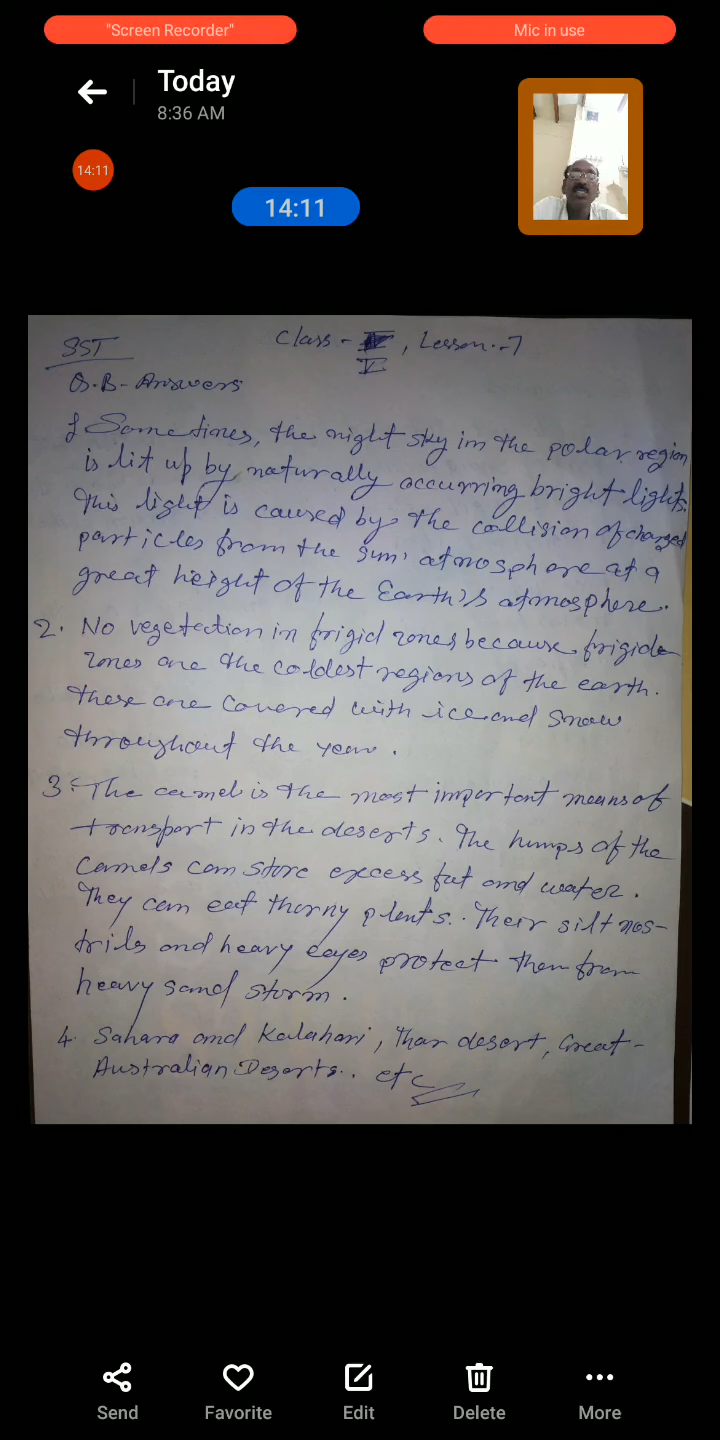 "Screen Recorder"
Mic in use
Today
8:36 AM
14:11
14:11
SST
Class - V, Lesson.-7
Q.B- Answers
1 Sometimes, the night sky in the polar region
is lit up by naturally occurring bright lights.
This light is caused by the collision of charged
particles from the sun's atmosphere at a
great height of the Earth's atmosphere.
2. No vegetection in frigid zones because frigide
zones are the coldest regions of the earth.
these are covered with ice and snow
throughout the year.
3. The camel is the most important means of
transport in the deserts. The humps of the
camels can store excess fat and water.
They can eat thorny plants. Their silt nos-
trils and heavy eayes protect them from
heavy sand storm.
4. Sahara and Kalahari, Thar desert, Great-
Australian Deserts.. etc
Send
Favorite
Edit
Delete
More